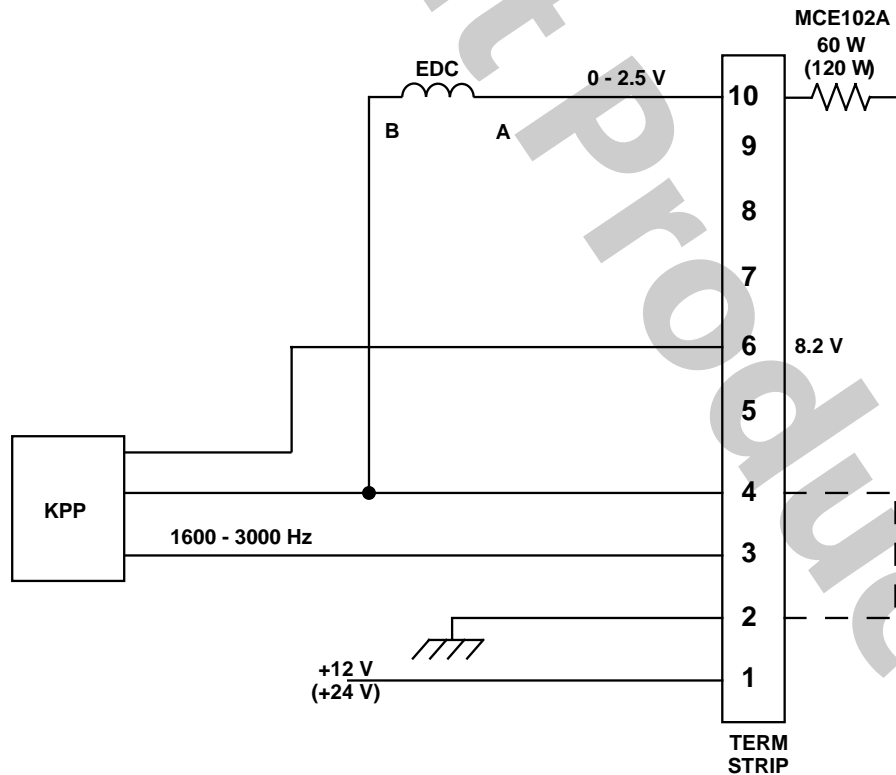 MCE102A
60 W
(120 W)
EDC
0 - 2.5 V
10
B
A
9
8
7
6
8.2 V
5
KPP
4
1600 - 3000 Hz
3
2
+12 V
(+24 V)
1
TERM
STRIP
t Produc